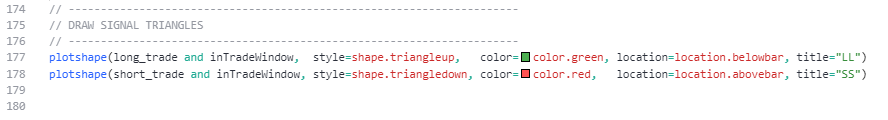 174 // ----------------------------------------------------------------------
175 // DRAW SIGNAL TRIANGLES
176 // ----------------------------------------------------------------------
177 plotshape(long_trade and inTradeWindow,  style=shape.triangleup,   color=color.green, location=location.belowbar, title="LL")
178 plotshape(short_trade and inTradeWindow, style=shape.triangledown, color=color.red,   location=location.abovebar, title="SS")
179
180